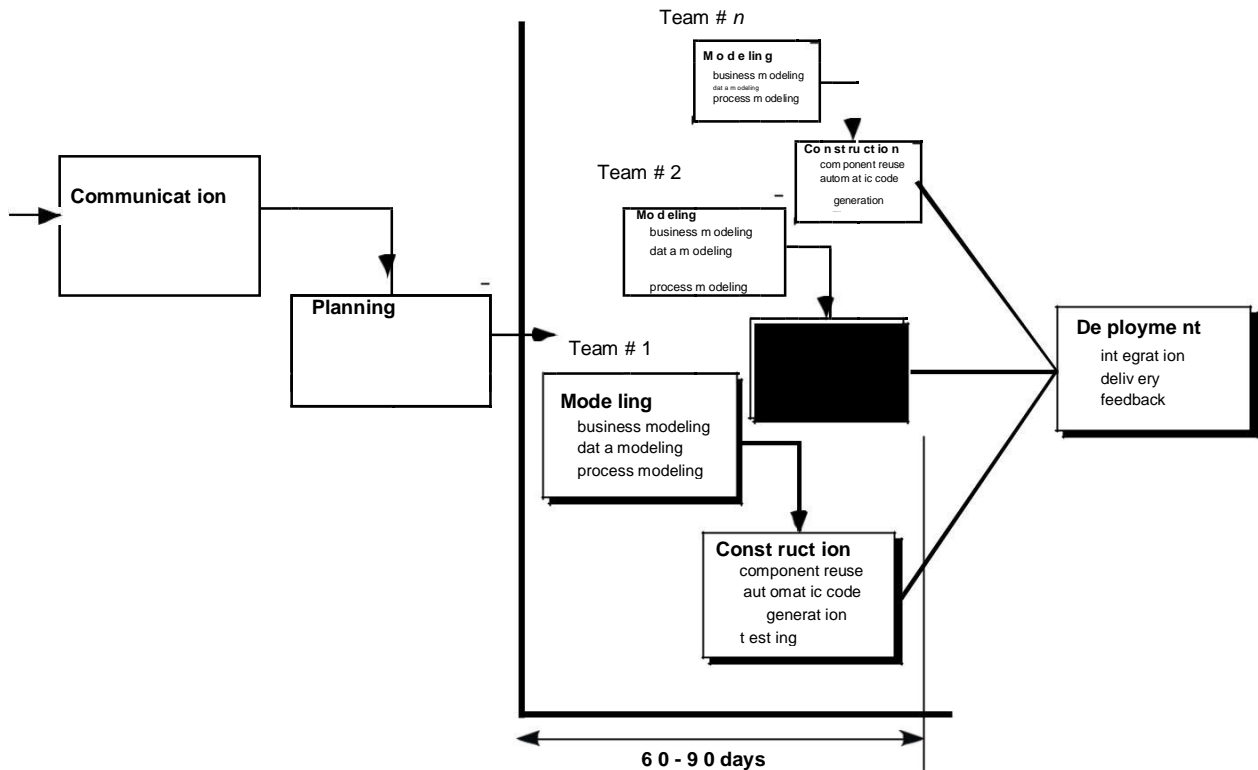 Team # n
Modeling
business modeling
data modeling
process modeling
Construction
component reuse
automatic code
generation
Team # 2
Modeling
business modeling
data modeling
process modeling
Communication
Planning
Team # 1
Modeling
business modeling
data modeling
process modeling
Construction
component reuse
automatic code
generation
testing
Deployment
integration
delivery
feedback
60-90 days